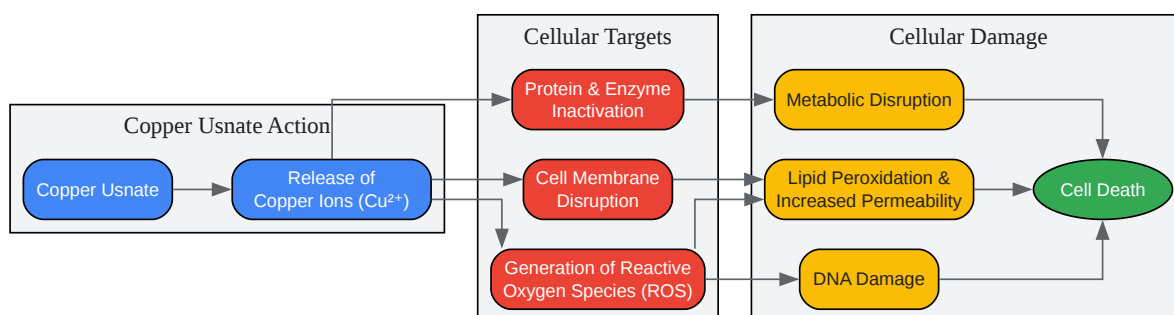 Copper Usnate Action
Copper Usnate
Release of
Copper Ions (Cu²⁺)
Cellular Targets
Protein & Enzyme
Inactivation
Cell Membrane
Disruption
Generation of Reactive
Oxygen Species (ROS)
Cellular Damage
Metabolic Disruption
Lipid Peroxidation &
Increased Permeability
DNA Damage
Cell Death